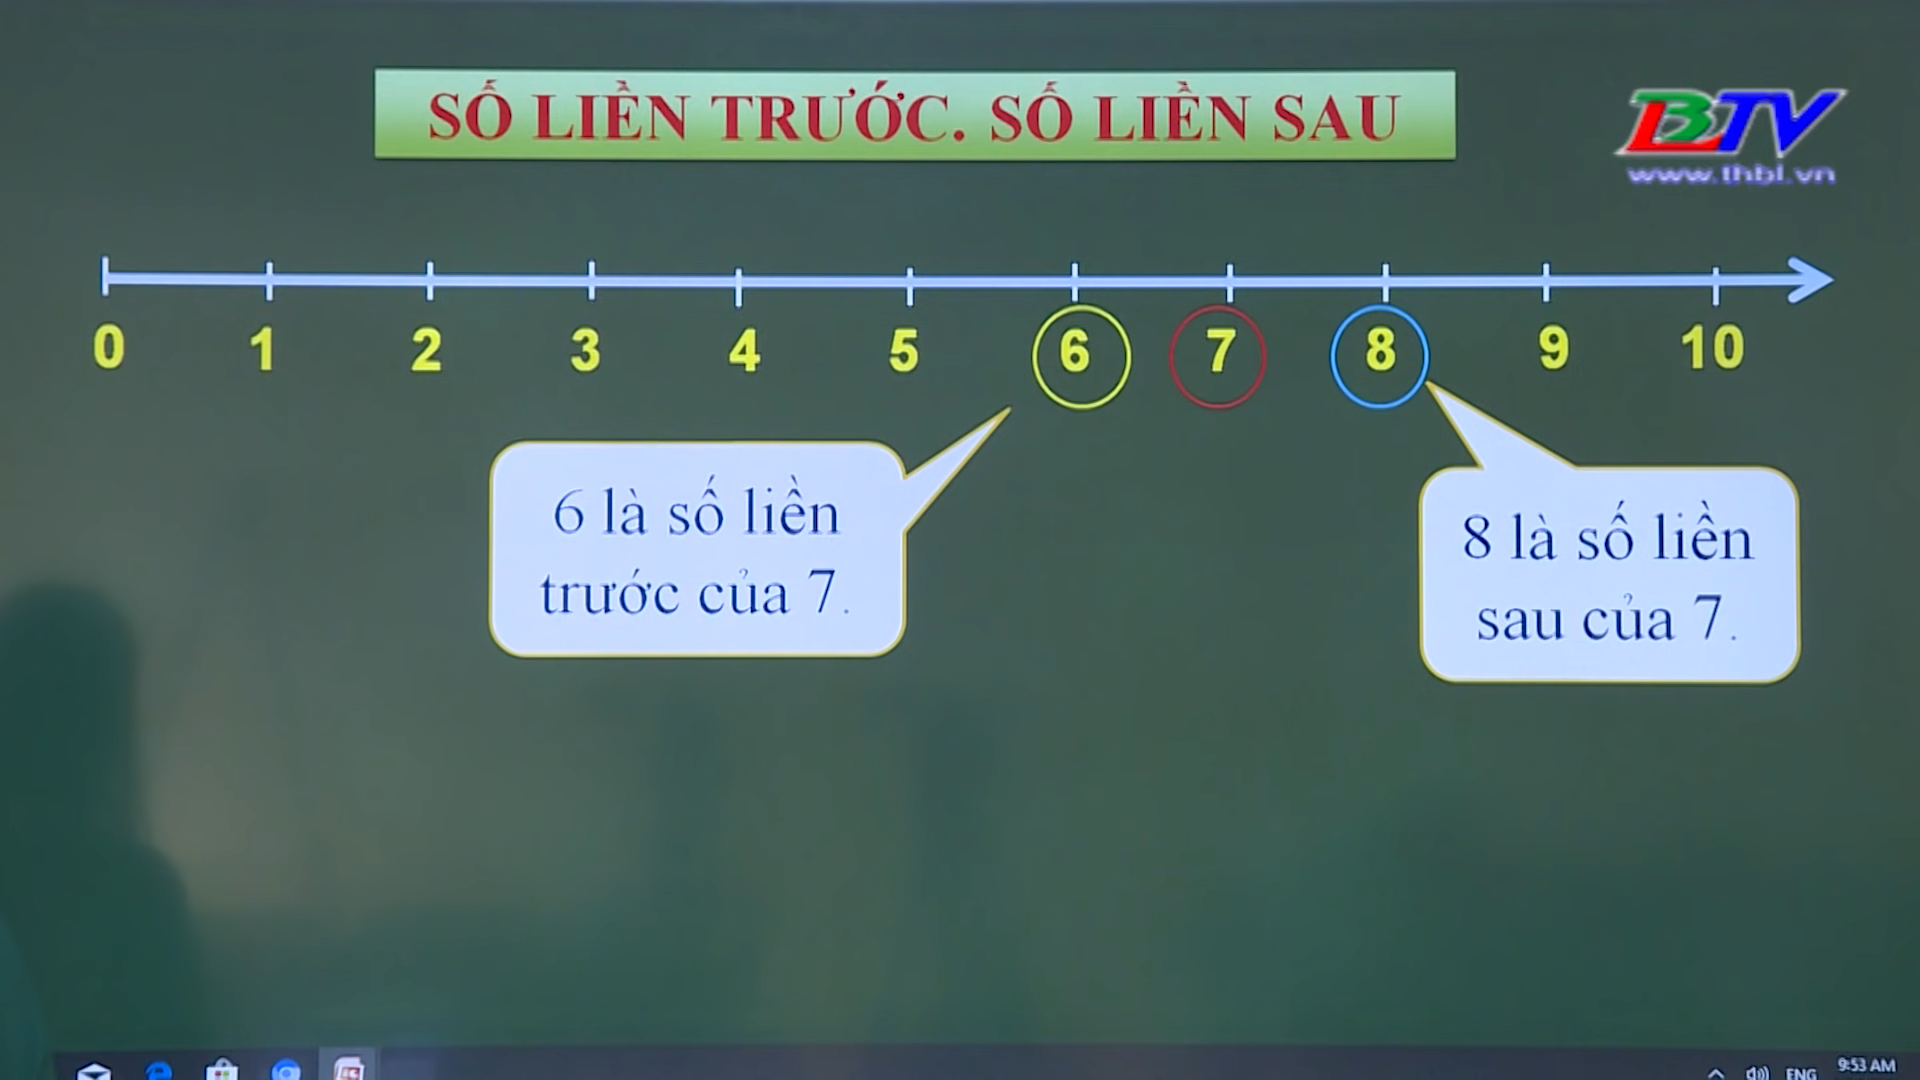 SỐ LIỀN TRƯỚC. SỐ LIỀN SAU
BTV
www.thbl.vn
0 1 2 3 4 5 6 7 8 9 10
6 là số liền
trước của 7.
8 là số liền
sau của 7.
ENG
9:53 AM